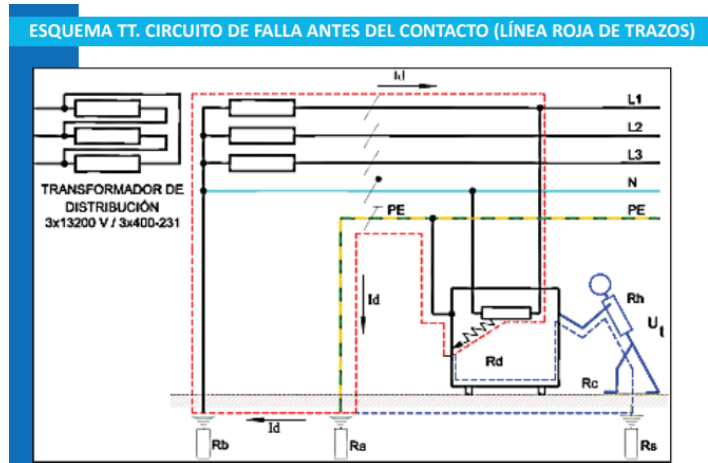 ESQUEMA TT. CIRCUITO DE FALLA ANTES DEL CONTACTO (LÍNEA ROJA DE TRAZOS)
Id
L1
L2
L3
N
PE
PE
TRANSFORMADOR DE
DISTRIBUCIÓN
3x13200 V / 3x400-231
Id
Rh
Ut
Rd
Rc
Id
Rb
Ra
Rs